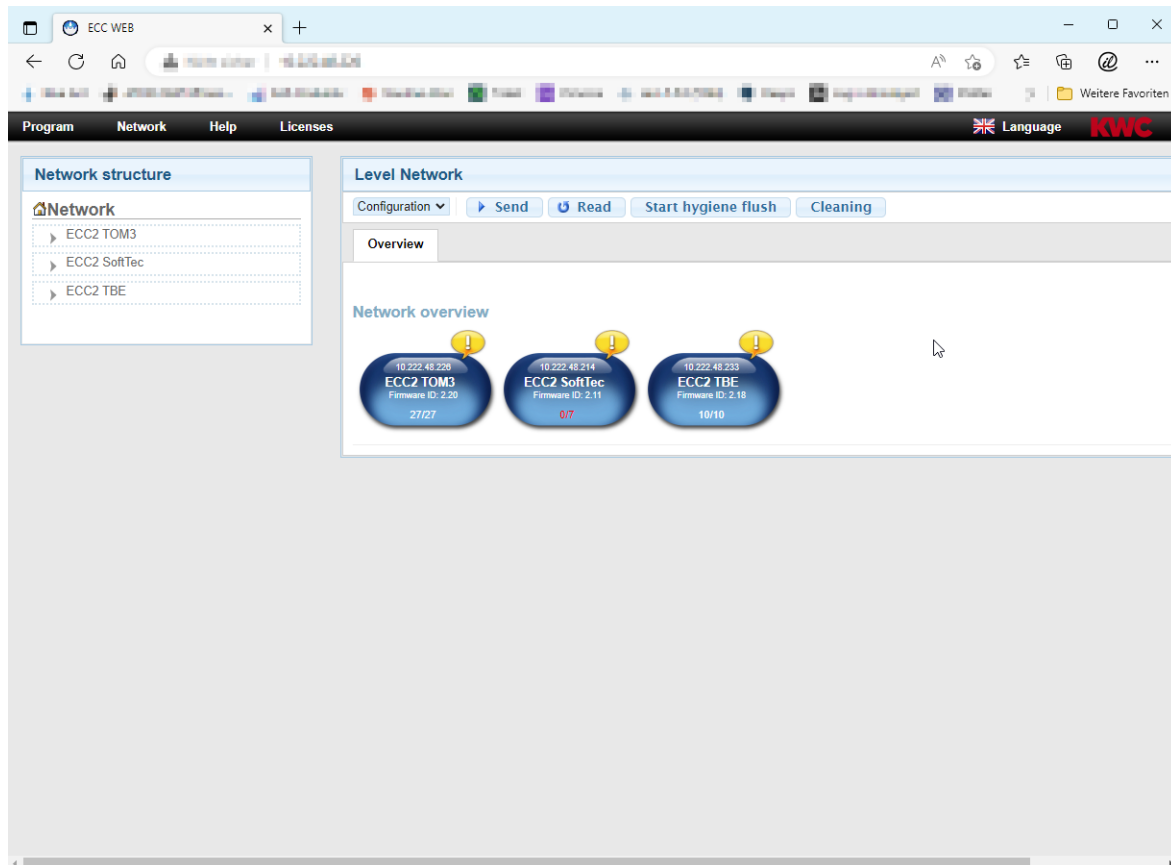 ECC WEB
Weitere Favoriten
Program Network Help Licenses Language KWC
Network structure
Network
ECC2 TOM3
ECC2 SoftTec
ECC2 TBE
Level Network
Configuration Send Read Start hygiene flush Cleaning
Overview
Network overview
10.222.48.220
ECC2 TOM3
Firmware ID: 2.20
27/27
10.222.48.214
ECC2 SoftTec
Firmware ID: 2.11
0/7
10.222.48.233
ECC2 TBE
Firmware ID: 2.18
10/10